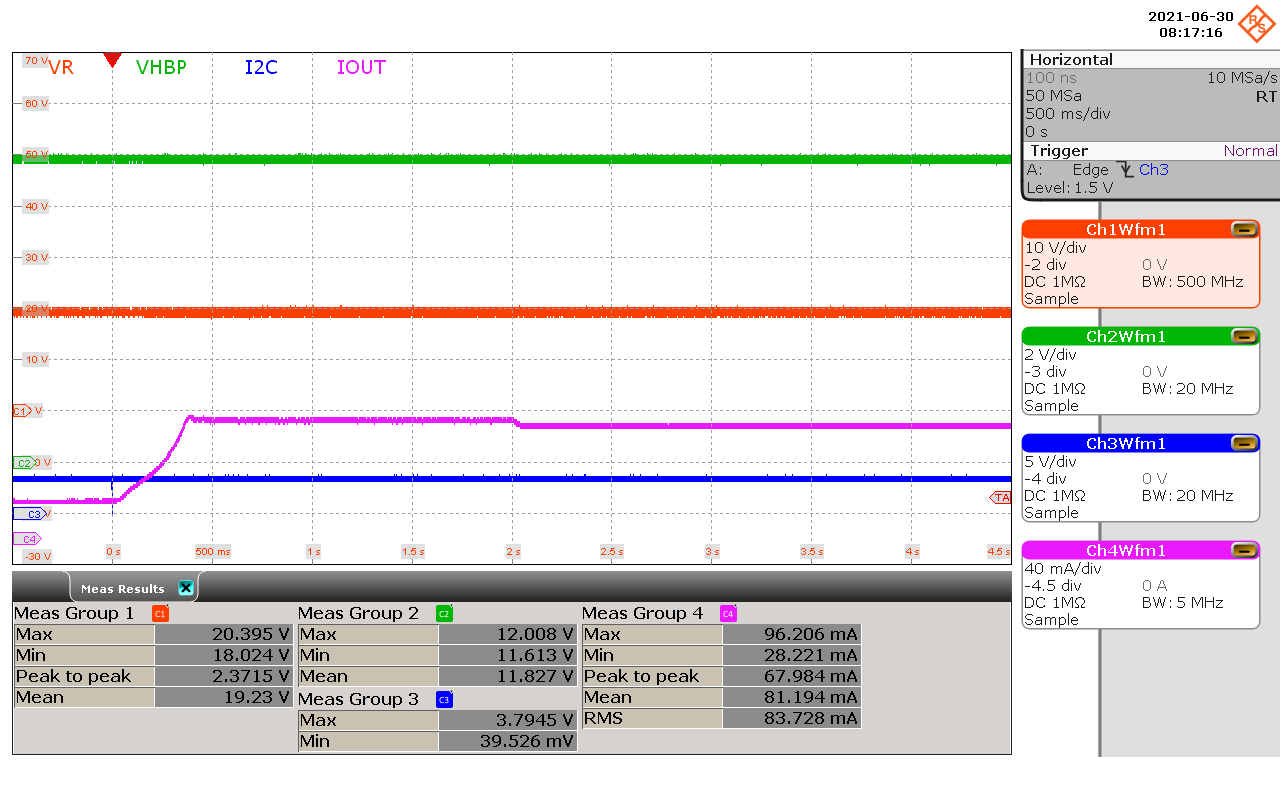 2021-06-30
08:17:16
R&S
70 V VR VHBP I2C IOUT
60 V
50 V
40 V
30 V
20 V
10 V
C1 V
C2 0 V
C3 V
TA
C4
-30 V 0 s 500 ms 1 s 1.5 s 2 s 2.5 s 3 s 3.5 s 4 s 4.5 s
Horizontal
100 ns 10 MSa/s
50 MSa RT
500 ms/div
0 s
Trigger Normal
A: Edge Ch3
Level: 1.5 V
Ch1Wfm1
10 V/div
-2 div 0 V
DC 1MΩ BW: 500 MHz
Sample
Ch2Wfm1
2 V/div
-3 div 0 V
DC 1MΩ BW: 20 MHz
Sample
Ch3Wfm1
5 V/div
-4 div 0 V
DC 1MΩ BW: 20 MHz
Sample
Ch4Wfm1
40 mA/div
-4.5 div 0 A
DC 1MΩ BW: 5 MHz
Sample
Meas Results
Meas Group 1 C1
Max 20.395 V
Min 18.024 V
Peak to peak 2.3715 V
Mean 19.23 V
Meas Group 2 C2
Max 12.008 V
Min 11.613 V
Mean 11.827 V
Meas Group 3 C3
Max 3.7945 V
Min 39.526 mV
Meas Group 4 C4
Max 96.206 mA
Min 28.221 mA
Peak to peak 67.984 mA
Mean 81.194 mA
RMS 83.728 mA